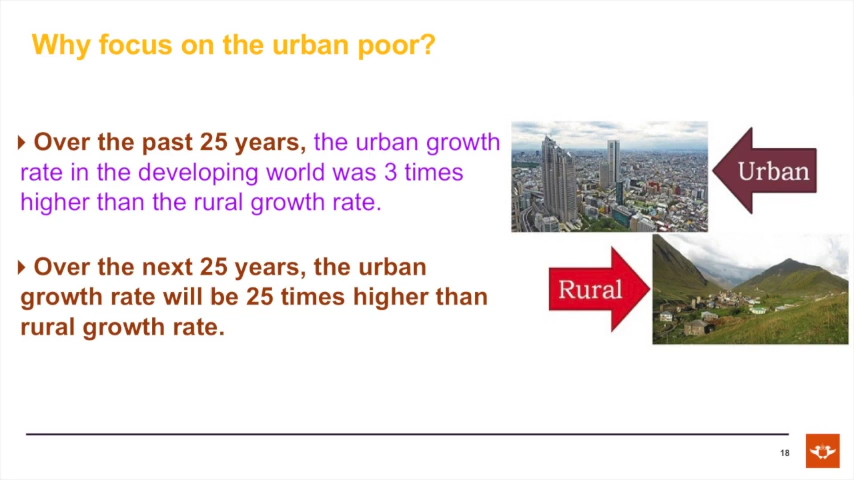 Why focus on the urban poor?
Over the past 25 years, the urban growth
rate in the developing world was 3 times
higher than the rural growth rate.
Over the next 25 years, the urban
growth rate will be 25 times higher than
rural growth rate.
Urban
Rural
18